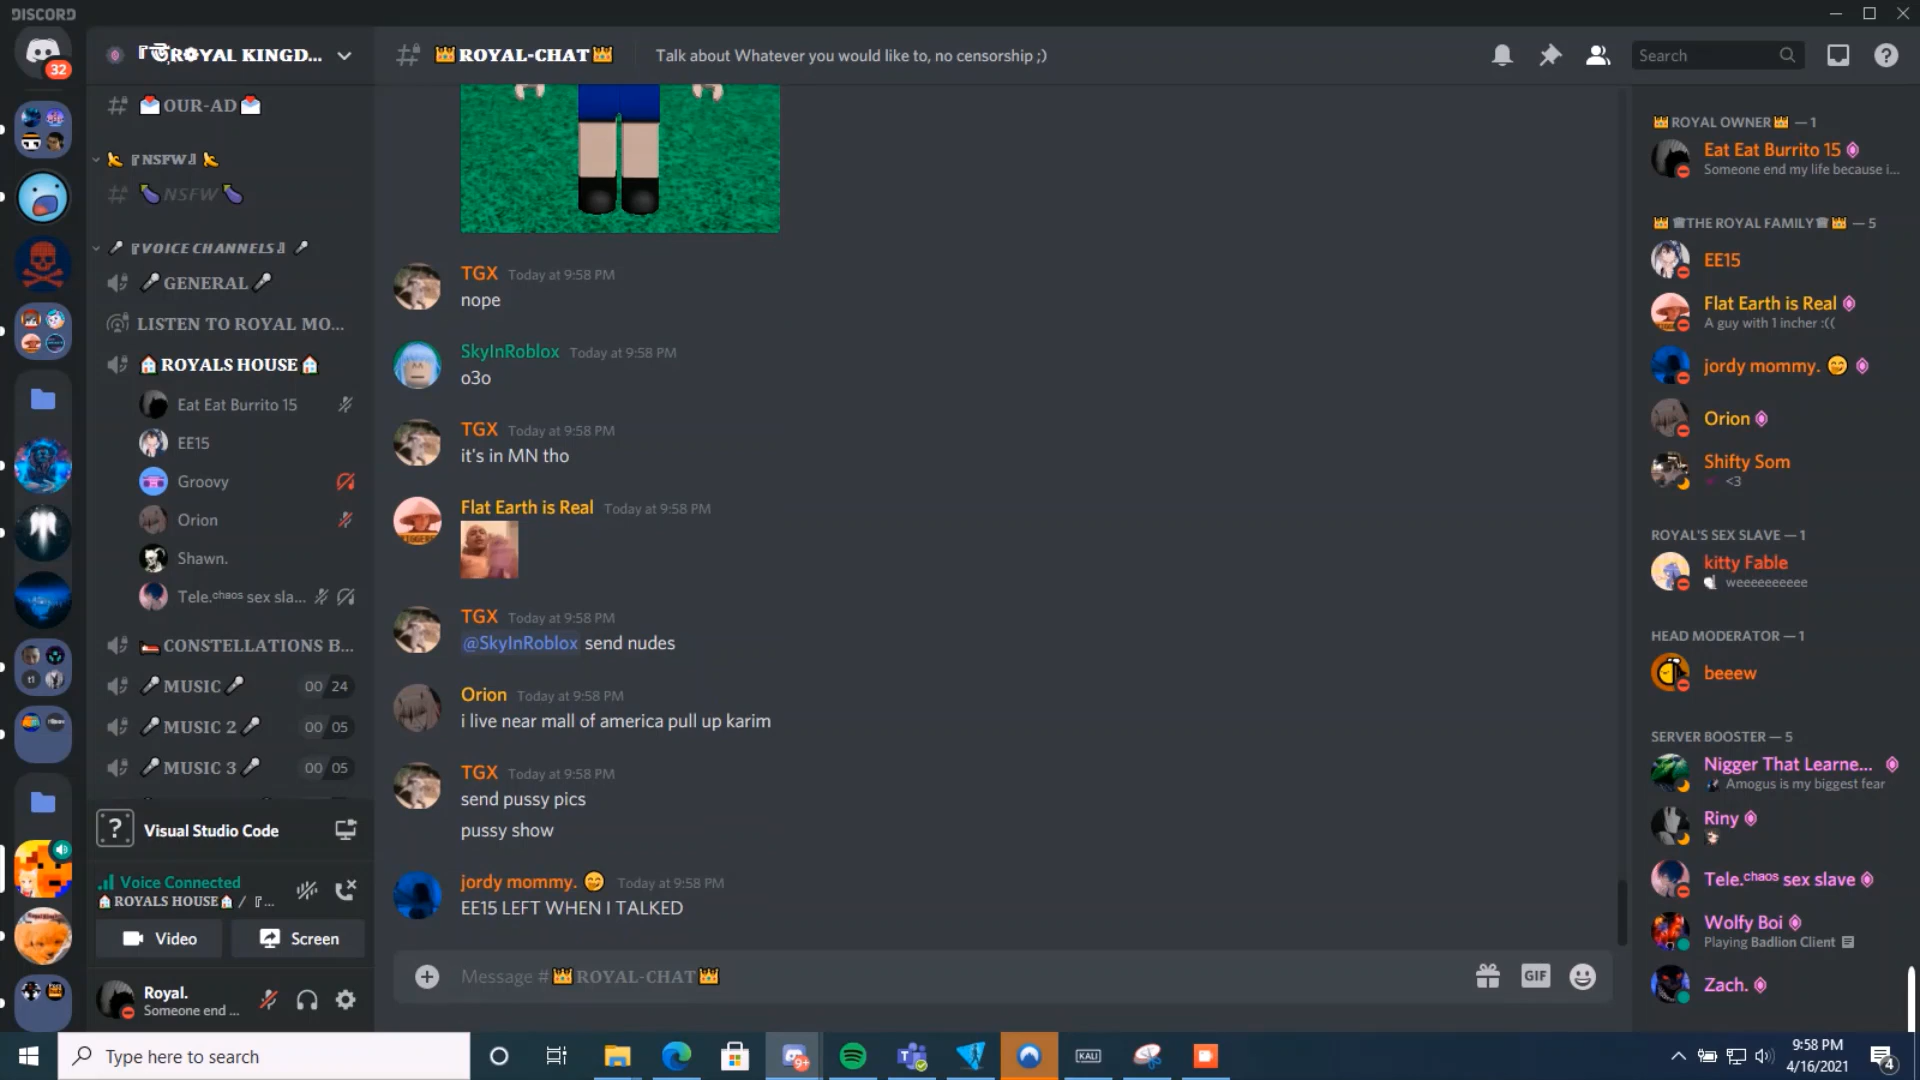 DISCORD
32
ROYAL KINGD...
ROYAL-CHAT
Talk about Whatever you would like to, no censorship ;)
Search
OUR-AD
『NSFW』
NSFW
『VOICE CHANNELS』
GENERAL
LISTEN TO ROYAL MO...
ROYALS HOUSE
Eat Eat Burrito 15
EE15
Groovy
Orion
Shawn.
Tele.ᶜʰᵃᵒˢ sex sla...
CONSTELLATIONS B...
MUSIC 00 24
MUSIC 2 00 05
MUSIC 3 00 05
Visual Studio Code
Voice Connected
ROYALS HOUSE / 『...
Video
Screen
Royal.
Someone end ...
TGX Today at 9:58 PM
nope
SkyInRoblox Today at 9:58 PM
o3o
TGX Today at 9:58 PM
it's in MN tho
Flat Earth is Real Today at 9:58 PM
TGX Today at 9:58 PM
@SkyInRoblox send nudes
Orion Today at 9:58 PM
i live near mall of america pull up karim
TGX Today at 9:58 PM
send pussy pics
pussy show
jordy mommy. Today at 9:58 PM
EE15 LEFT WHEN I TALKED
Message # ROYAL-CHAT
GIF
ROYAL OWNER — 1
Eat Eat Burrito 15
Someone end my life because i...
THE ROYAL FAMILY — 5
EE15
Flat Earth is Real
A guy with 1 incher :((
jordy mommy.
Orion
Shifty Som
<3
ROYAL'S SEX SLAVE — 1
kitty Fable
weeeeeeeeee
HEAD MODERATOR — 1
beeew
SERVER BOOSTER — 5
Nigger That Learne...
Amogus is my biggest fear
Riny
Tele.ᶜʰᵃᵒˢ sex slave
Wolfy Boi
Playing Badlion Client
Zach.
Type here to search
9+
KALI
9:58 PM
4/16/2021
4